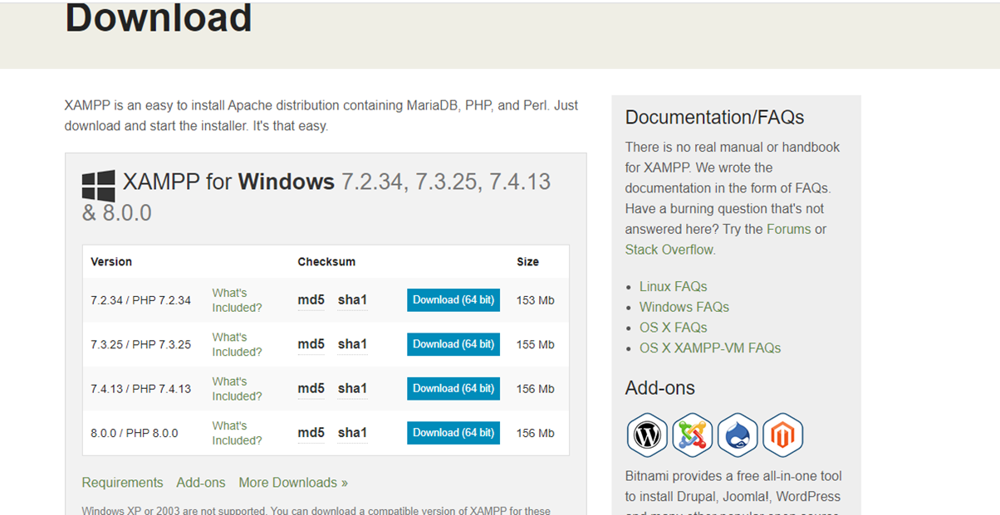 Download
XAMPP is an easy to install Apache distribution containing MariaDB, PHP, and Perl. Just
download and start the installer. It's that easy.
XAMPP for Windows 7.2.34, 7.3.25, 7.4.13
& 8.0.0
Version Checksum Size
7.2.34 / PHP 7.2.34 What's Included? md5 sha1 Download (64 bit) 153 Mb
7.3.25 / PHP 7.3.25 What's Included? md5 sha1 Download (64 bit) 155 Mb
7.4.13 / PHP 7.4.13 What's Included? md5 sha1 Download (64 bit) 156 Mb
8.0.0 / PHP 8.0.0 What's Included? md5 sha1 Download (64 bit) 156 Mb
Requirements Add-ons More Downloads »
Windows XP or 2003 are not supported. You can download a compatible version of XAMPP for these
Documentation/FAQs
There is no real manual or handbook
for XAMPP. We wrote the
documentation in the form of FAQs.
Have a burning question that's not
answered here? Try the Forums or
Stack Overflow.
• Linux FAQs
• Windows FAQs
• OS X FAQs
• OS X XAMPP-VM FAQs
Add-ons
Bitnami provides a free all-in-one tool
to install Drupal, Joomla!, WordPress
and many other popular open source